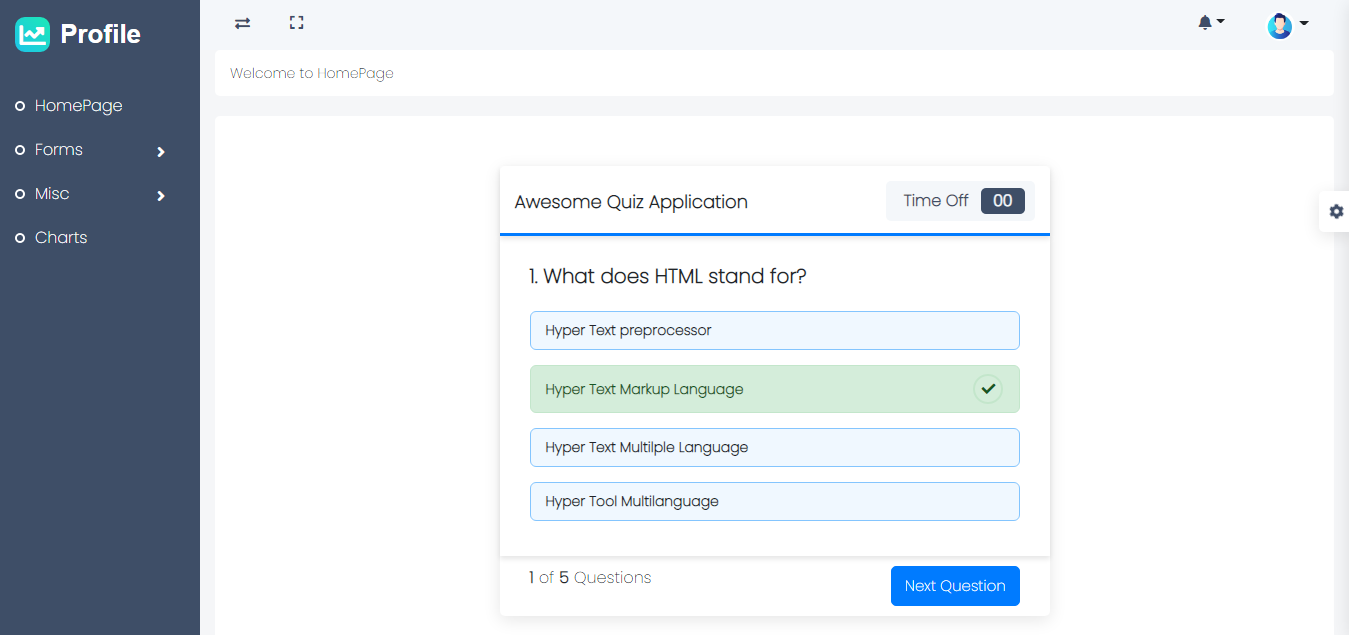 Profile
Welcome to HomePage
HomePage
Forms
Misc
Charts
Awesome Quiz Application
Time Off 00
1. What does HTML stand for?
Hyper Text preprocessor
Hyper Text Markup Language
Hyper Text Multilple Language
Hyper Tool Multilanguage
1 of 5 Questions
Next Question